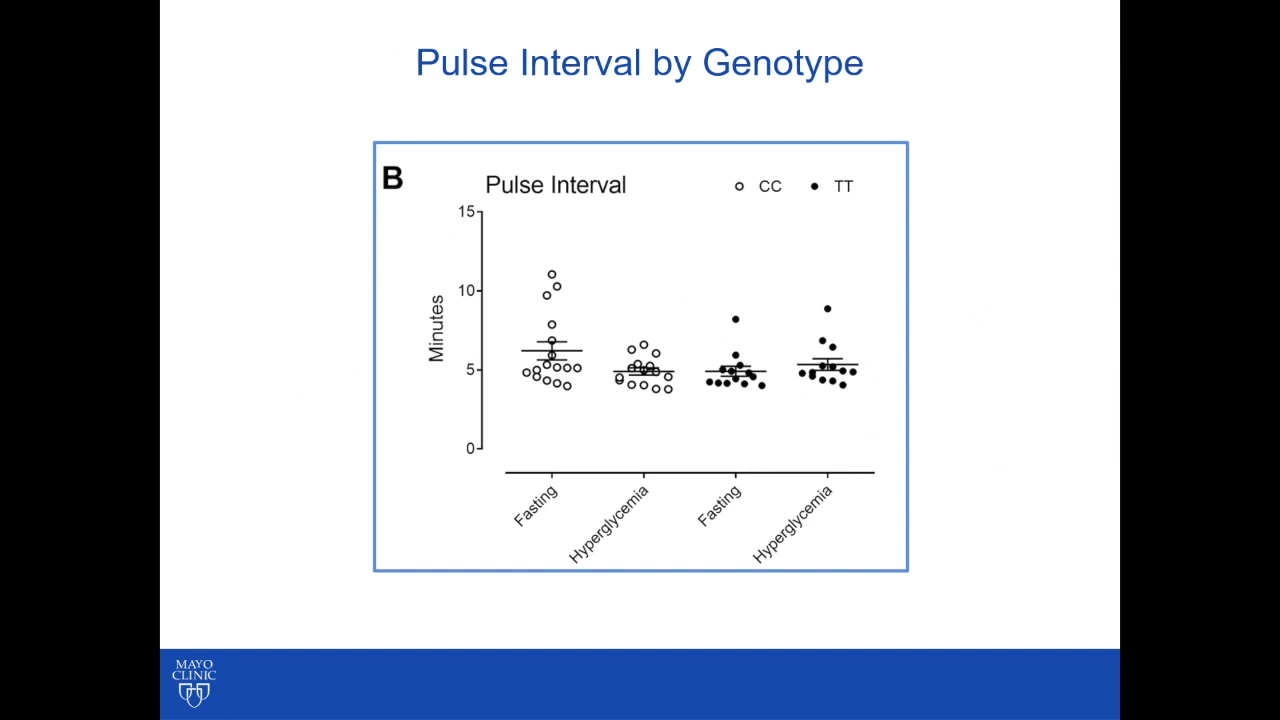 Pulse Interval by Genotype
B
Pulse Interval
CC
TT
15
10
5
0
Minutes
Fasting
Hyperglycemia
Fasting
Hyperglycemia
MAYO
CLINIC